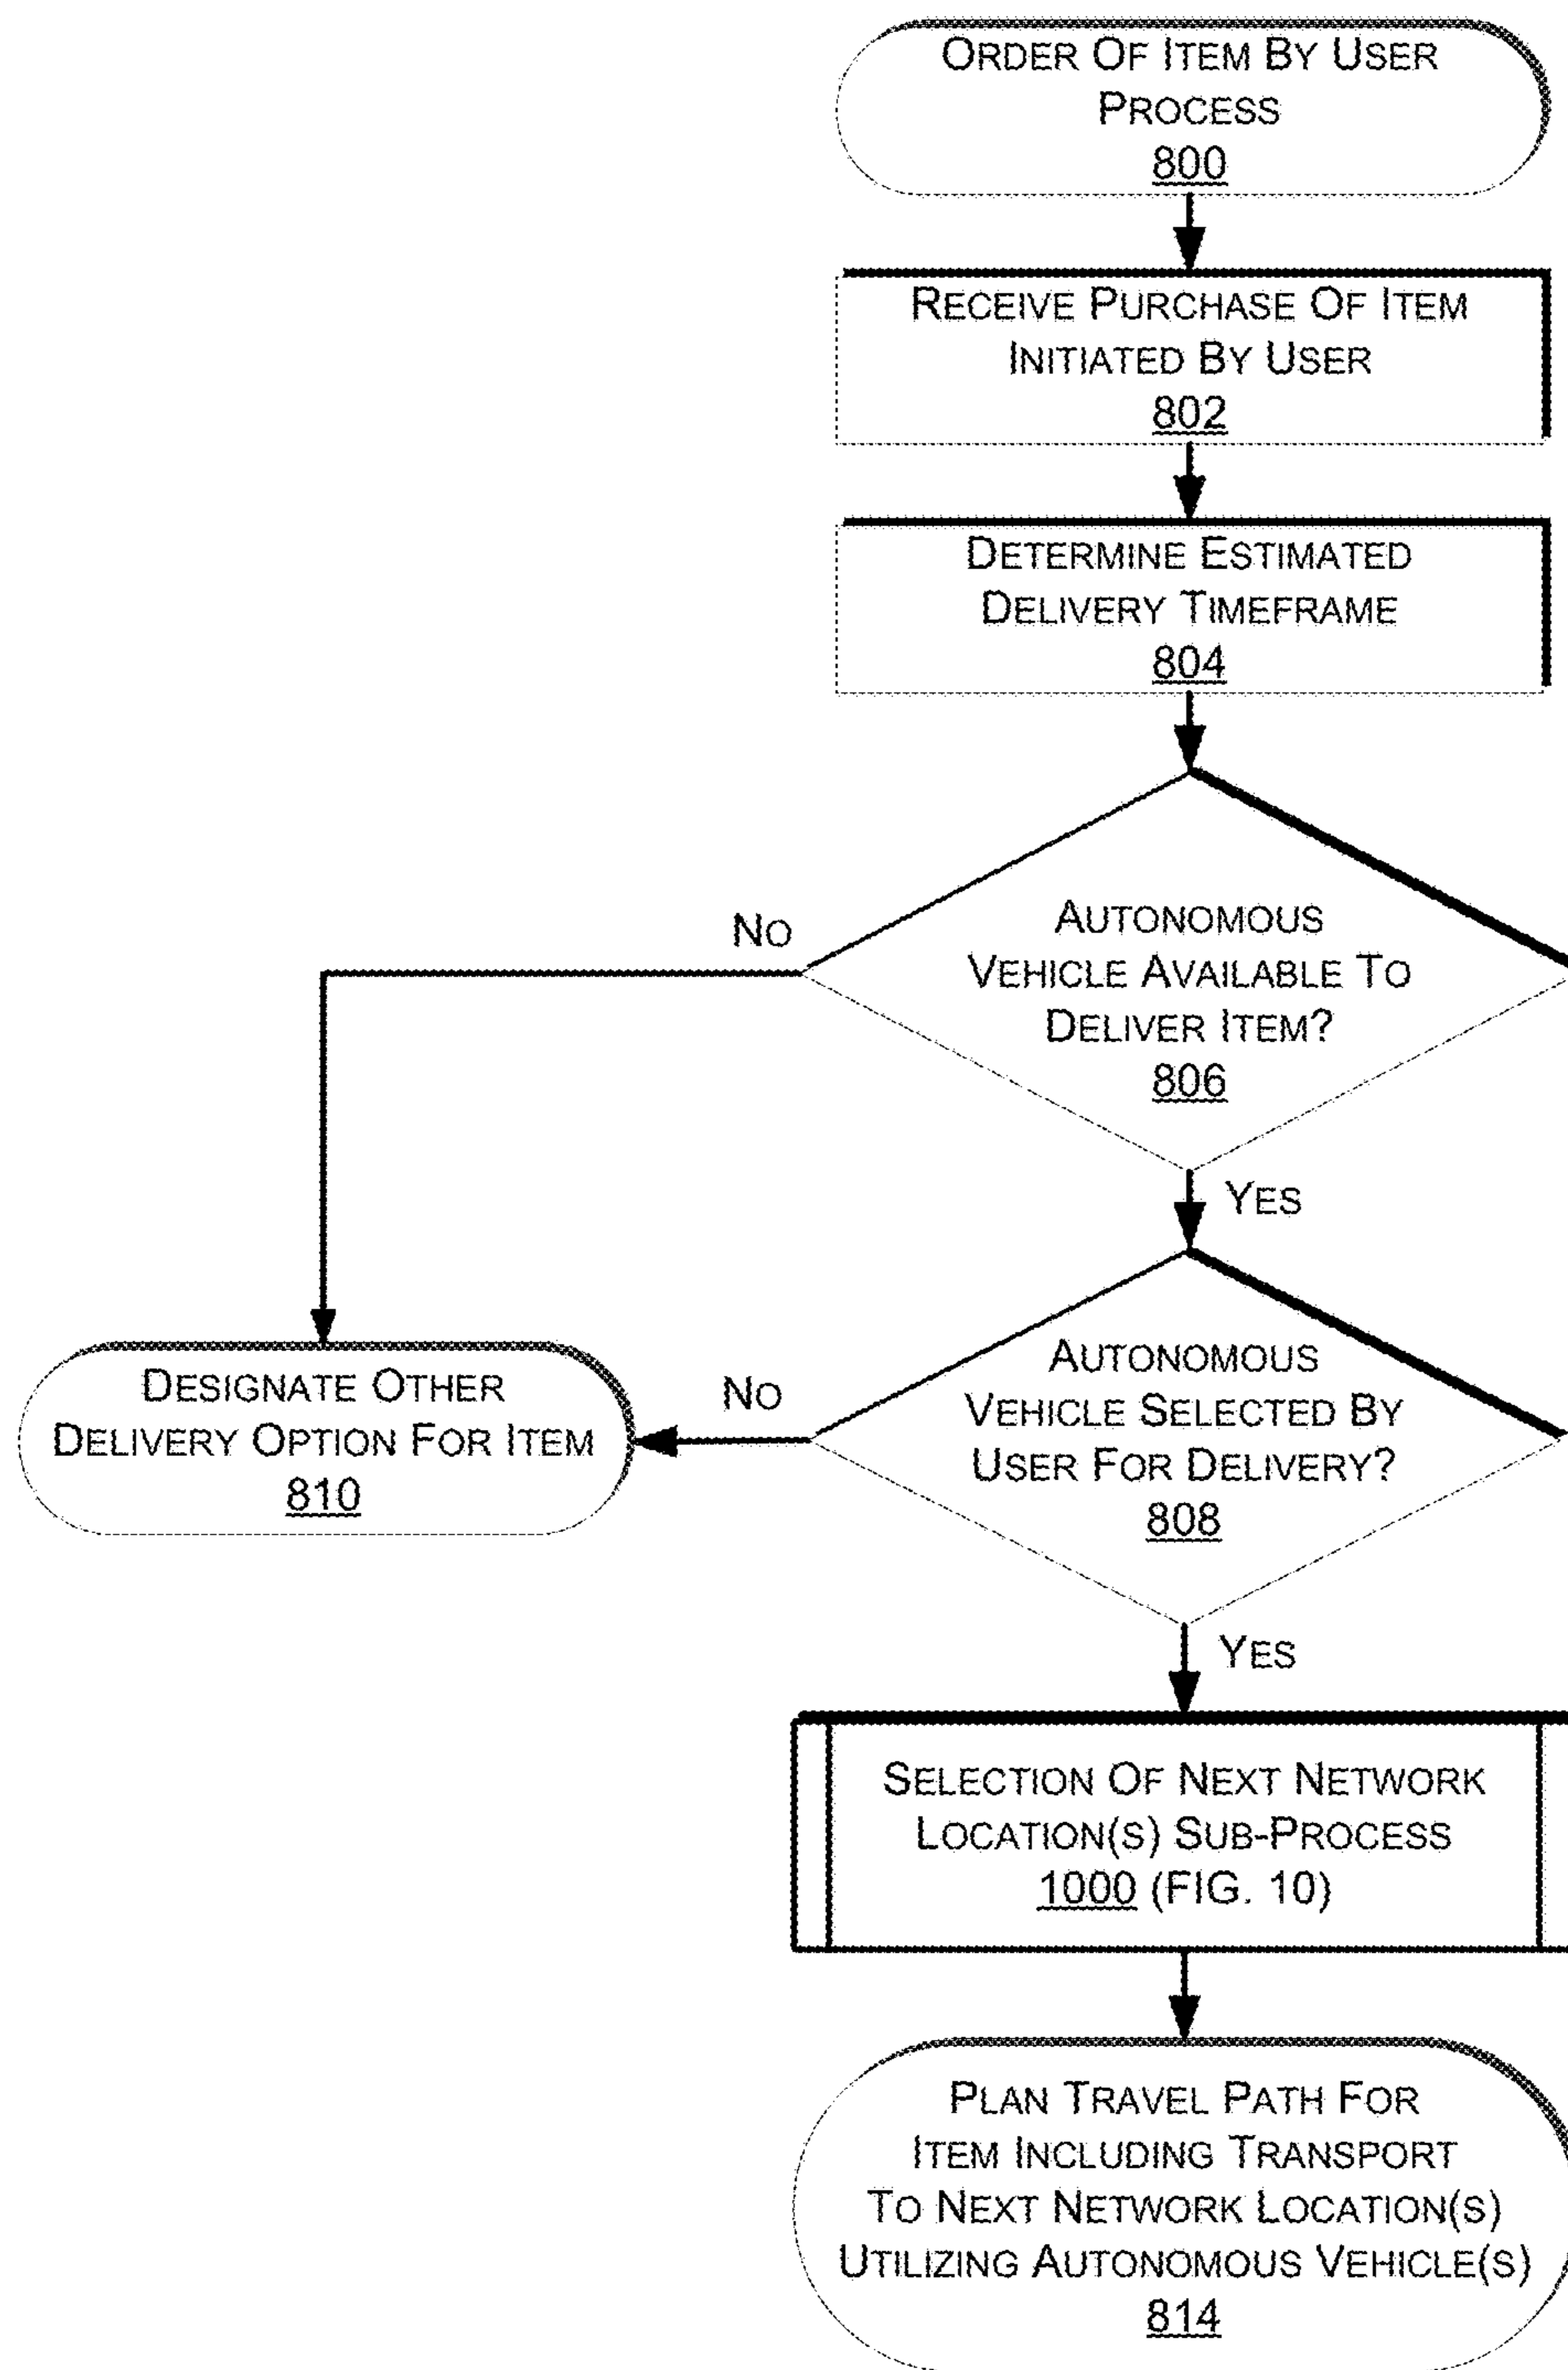 ORDER OF ITEM BY USER
PROCESS
800
RECEIVE PURCHASE OF ITEM
INITIATED BY USER
802
DETERMINE ESTIMATED
DELIVERY TIMEFRAME
804
NO
AUTONOMOUS
VEHICLE AVAILABLE TO
DELIVER ITEM?
806
YES
DESIGNATE OTHER
DELIVERY OPTION FOR ITEM
810
NO
AUTONOMOUS
VEHICLE SELECTED BY
USER FOR DELIVERY?
808
YES
SELECTION OF NEXT NETWORK
LOCATION(S) SUB-PROCESS
1000 (FIG. 10)
PLAN TRAVEL PATH FOR
ITEM INCLUDING TRANSPORT
TO NEXT NETWORK LOCATION(S)
UTILIZING AUTONOMOUS VEHICLE(S)
814